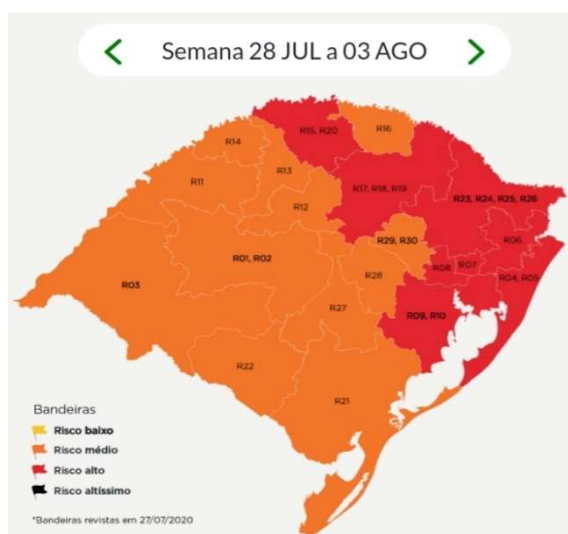 Semana 28 JUL a 03 AGO
R15, R20
R16
R14
R13
R11
R17, R18, R19
R23, R24, R25, R26
R12
R29, R30
R06
R01, R02
R08
R07
R28
R04, R05
R03
R27
R09, R10
R22
R21
Bandeiras
Risco baixo
Risco médio
Risco alto
Risco altíssimo
*Bandeiras revistas em 27/07/2020